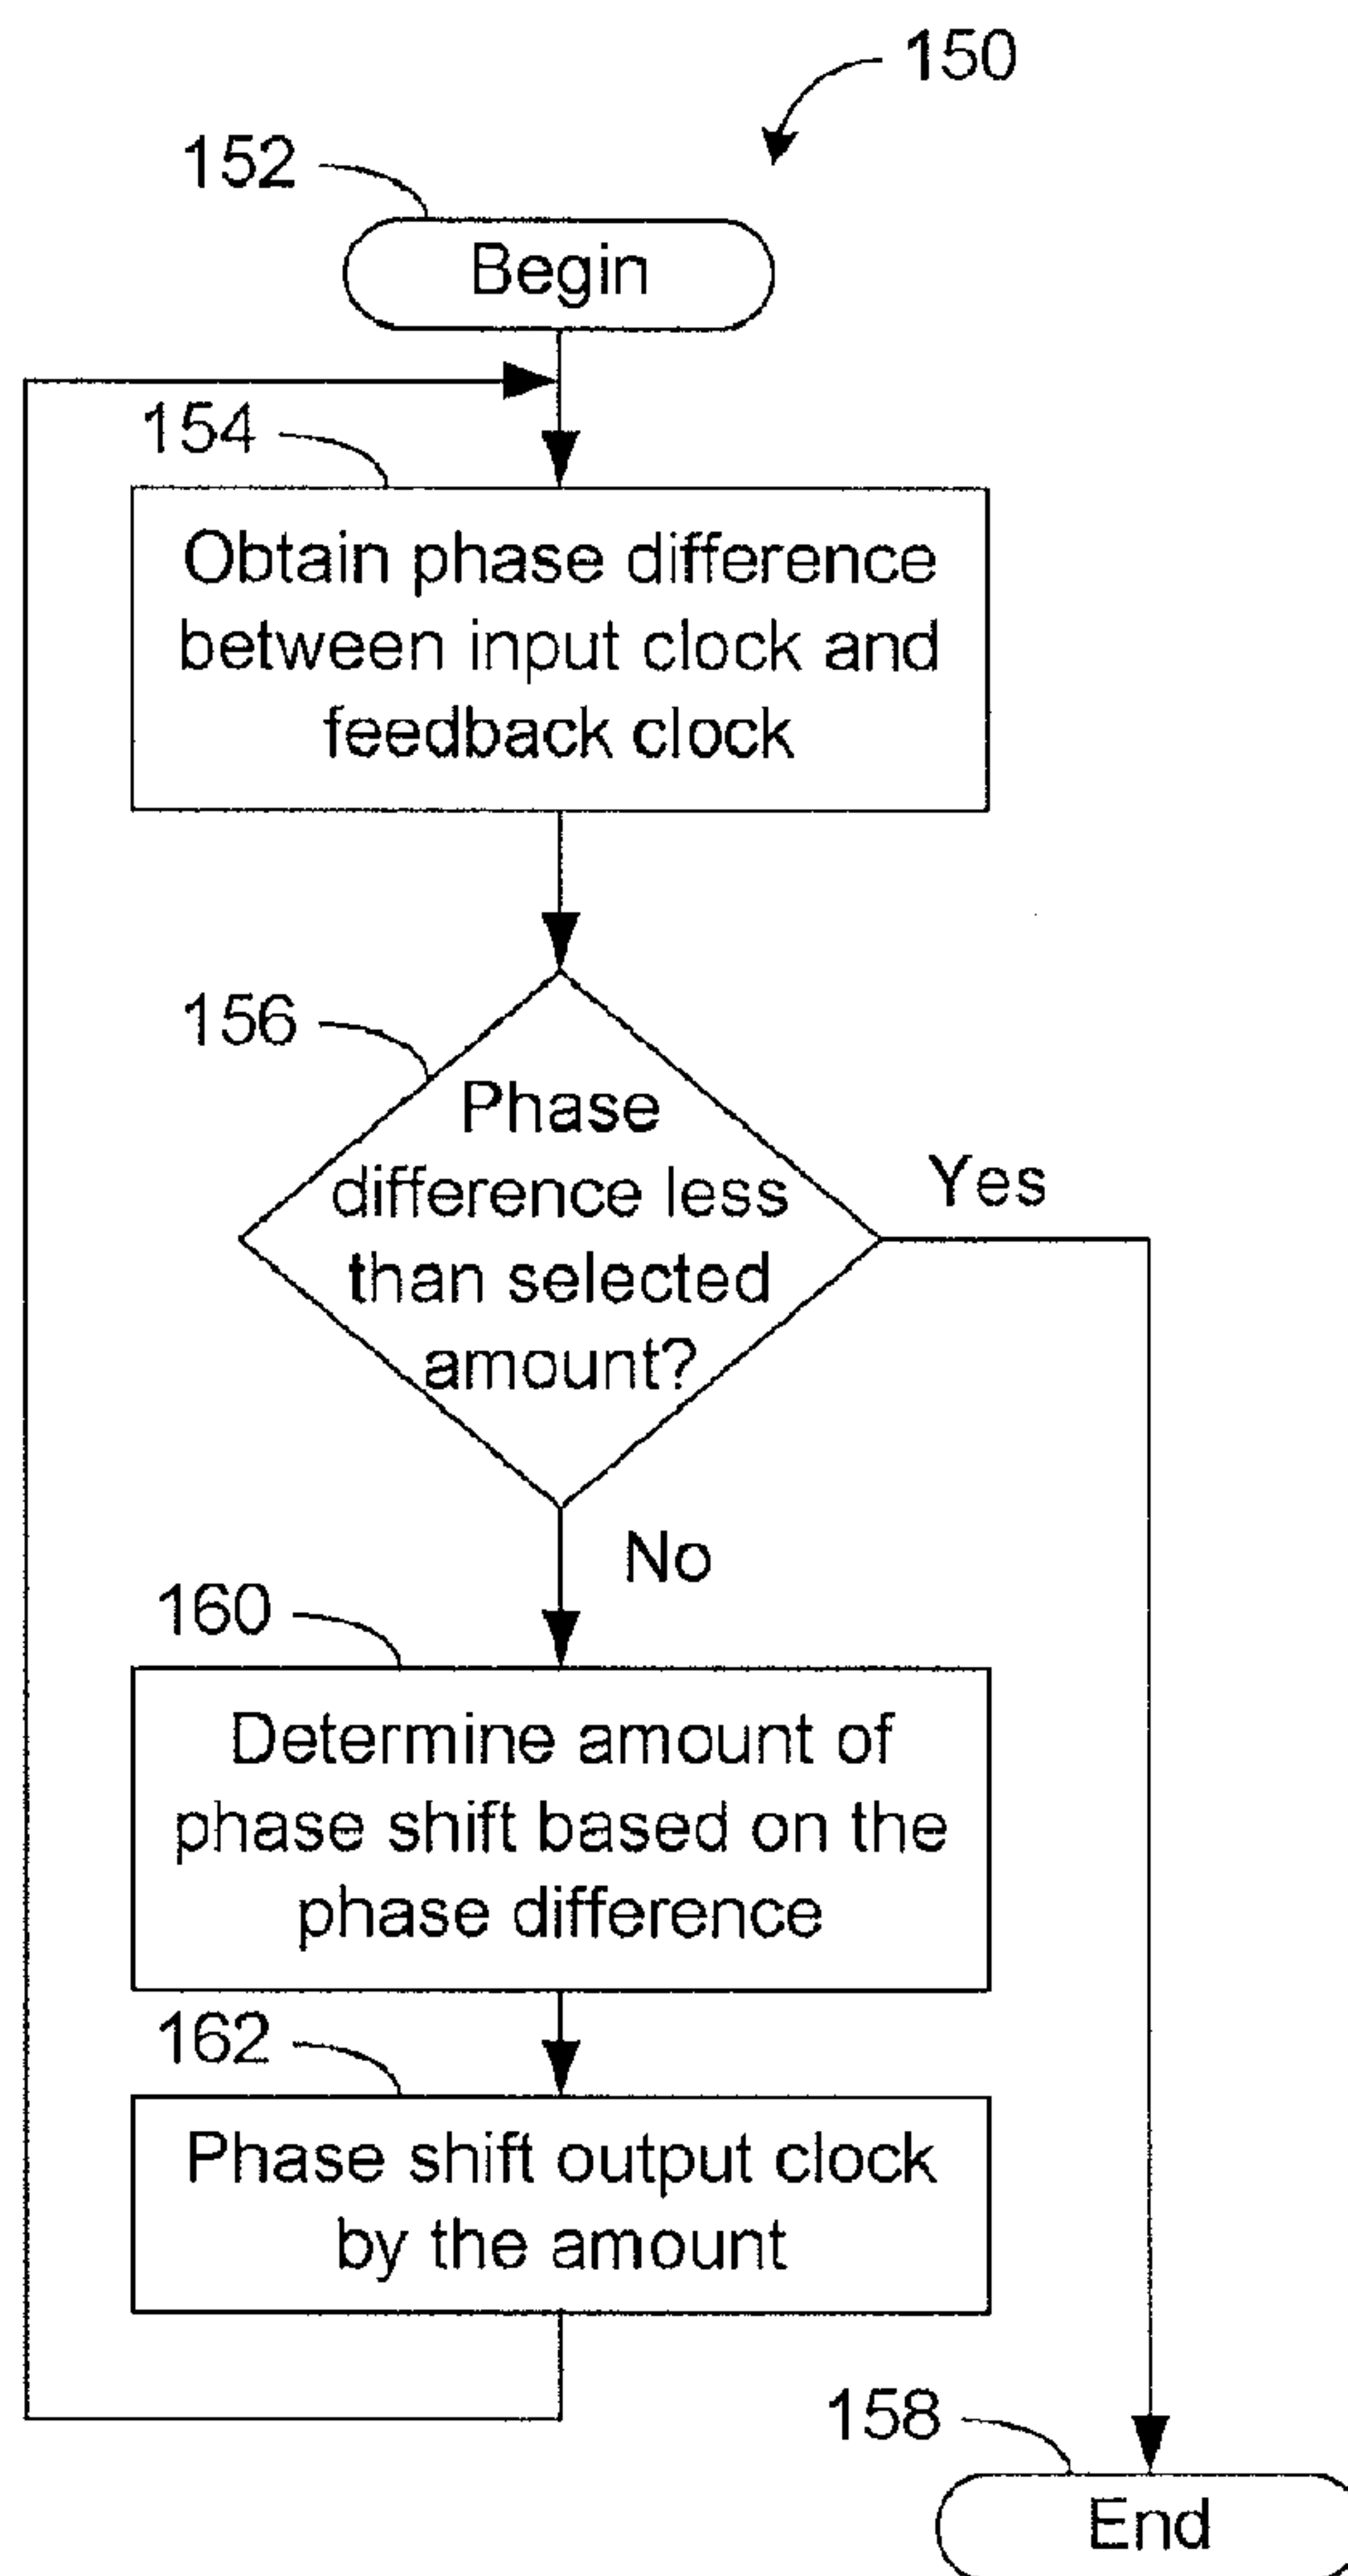 150
152
Begin
154
Obtain phase difference
between input clock and
feedback clock
156
Phase
difference less
than selected
amount?
Yes
No
160
Determine amount of
phase shift based on the
phase difference
162
Phase shift output clock
by the amount
158
End